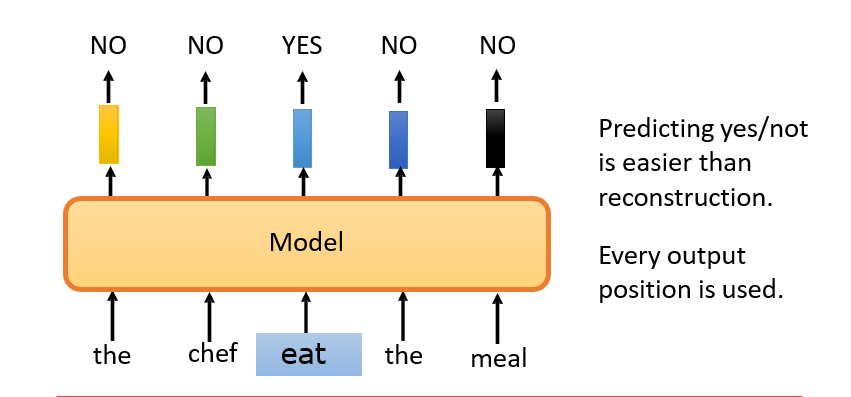 NO NO YES NO NO
Predicting yes/not
is easier than
reconstruction.
Model
Every output
position is used.
the chef eat the meal